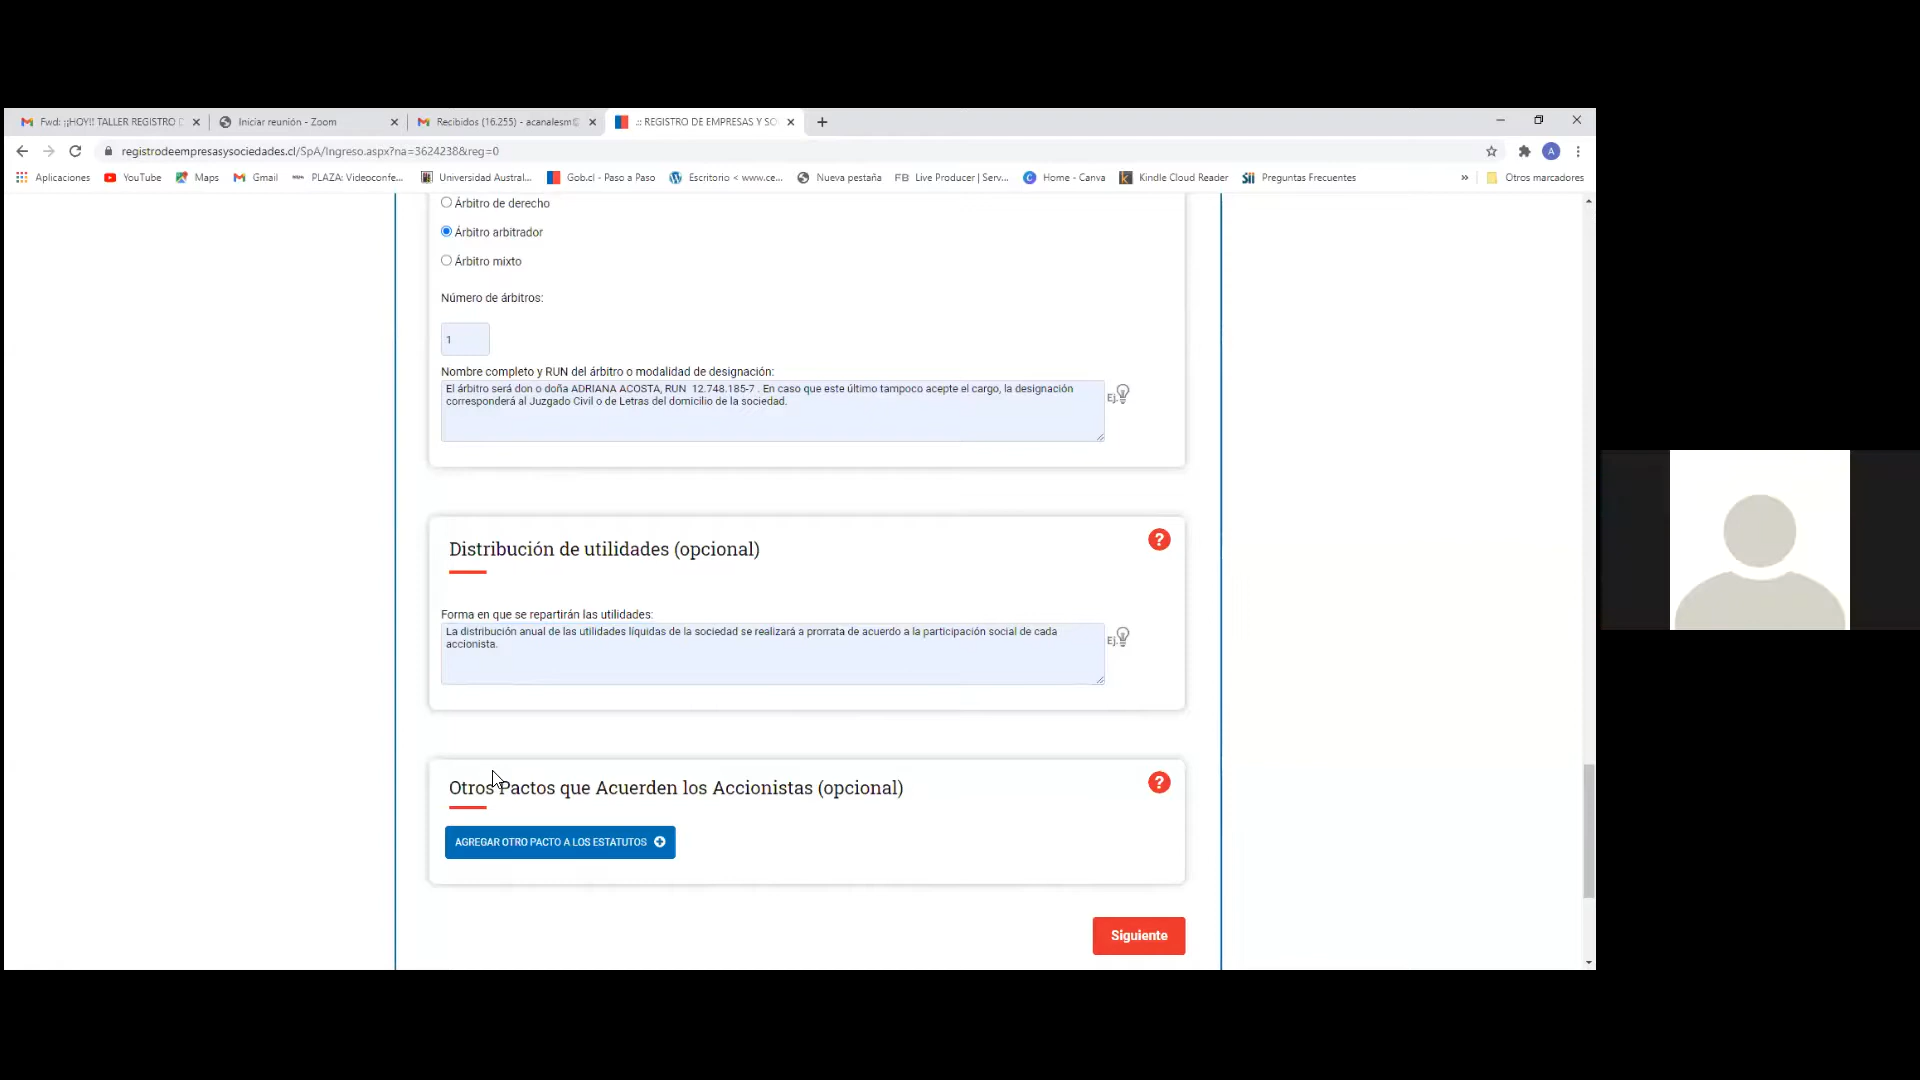 Fwd: ¡¡HOY!! TALLER REGISTRO
Iniciar reunión - Zoom
Recibidos (16.255) - acanalesm
.:: REGISTRO DE EMPRESAS Y SO
registrodeempresasysociedades.cl/SpA/Ingreso.aspx?na=3624238&reg=0
A
Aplicaciones
YouTube
Maps
Gmail
PLAZA: Videoconfe...
Universidad Austral...
Gob.cl - Paso a Paso
Escritorio < www.ce...
Nueva pestaña
FB Live Producer | Serv...
Home - Canva
Kindle Cloud Reader
Sii Preguntas Frecuentes
»
Otros marcadores
Árbitro de derecho
Árbitro arbitrador
Árbitro mixto
Número de árbitros:
1
Nombre completo y RUN del árbitro o modalidad de designación:
El árbitro será don o doña ADRIANA ACOSTA, RUN 12.748.185-7 . En caso que este último tampoco acepte el cargo, la designación
corresponderá al Juzgado Civil o de Letras del domicilio de la sociedad.
Ej.
Distribución de utilidades (opcional)
?
Forma en que se repartirán las utilidades:
La distribución anual de las utilidades líquidas de la sociedad se realizará a prorrata de acuerdo a la participación social de cada
accionista.
Ej.
Otros Pactos que Acuerden los Accionistas (opcional)
?
AGREGAR OTRO PACTO A LOS ESTATUTOS
Siguiente